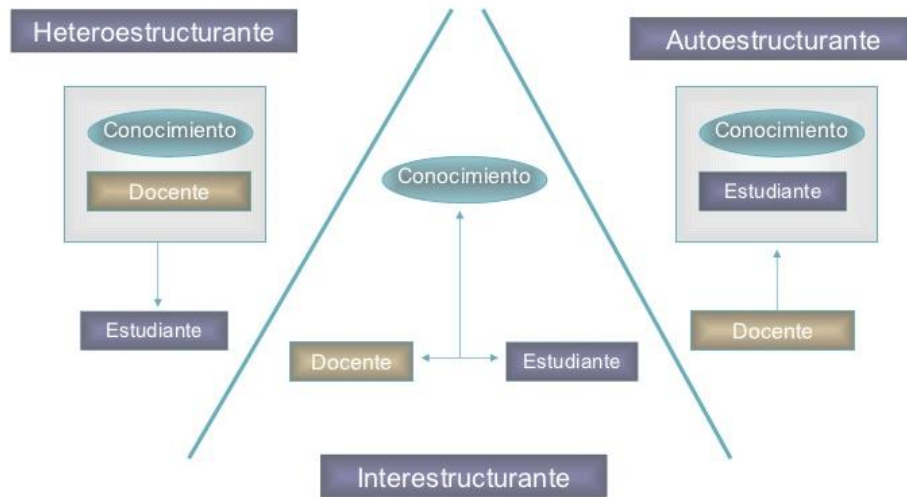 Heteroestructurante
Conocimiento
Docente
Estudiante
Conocimiento
Docente
Estudiante
Interestructurante
Autoestructurante
Conocimiento
Estudiante
Docente